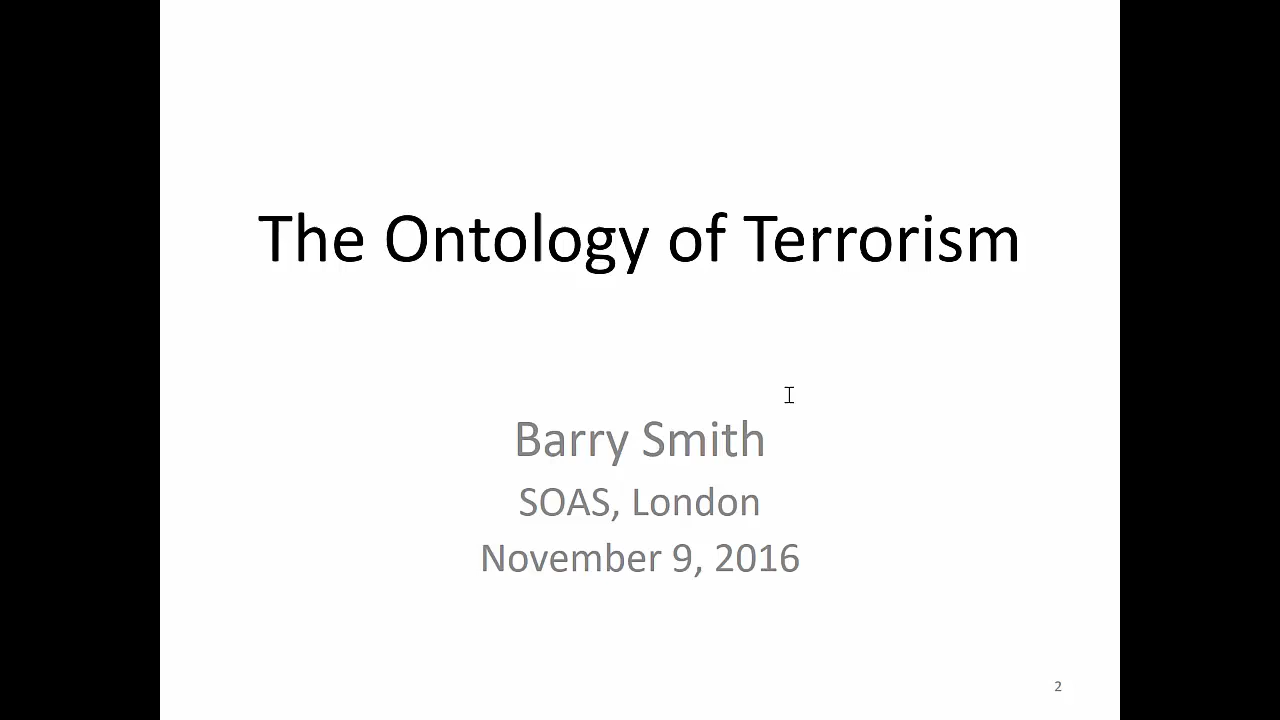 The Ontology of Terrorism
Barry Smith
SOAS, London
November 9, 2016
2